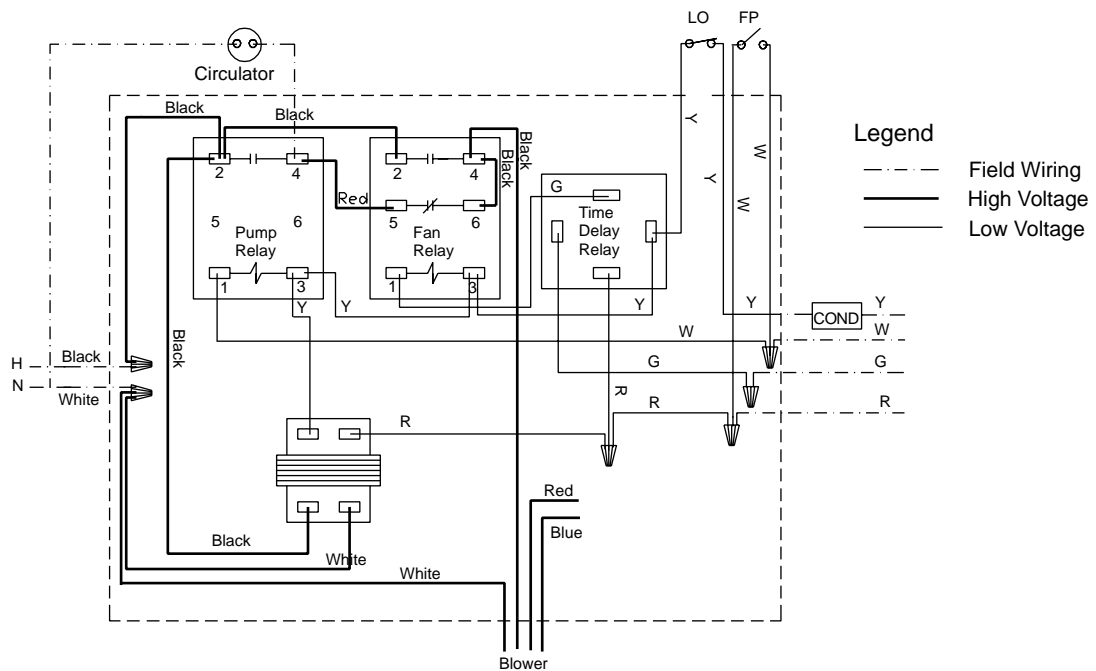 LO
FP
Circulator
Black
Black
Black
Black
Y
Y
W
W
Legend
Field Wiring
High Voltage
Low Voltage
2
4
2
4
Red
G
5
6
5
6
Pump
Relay
Fan
Relay
Time
Delay
Relay
1
3
1
3
Y
Y
Y
Y
COND
Y
W
W
H
Black
Black
G
G
N
White
R
R
R
R
Red
Blue
Black
White
White
Blower